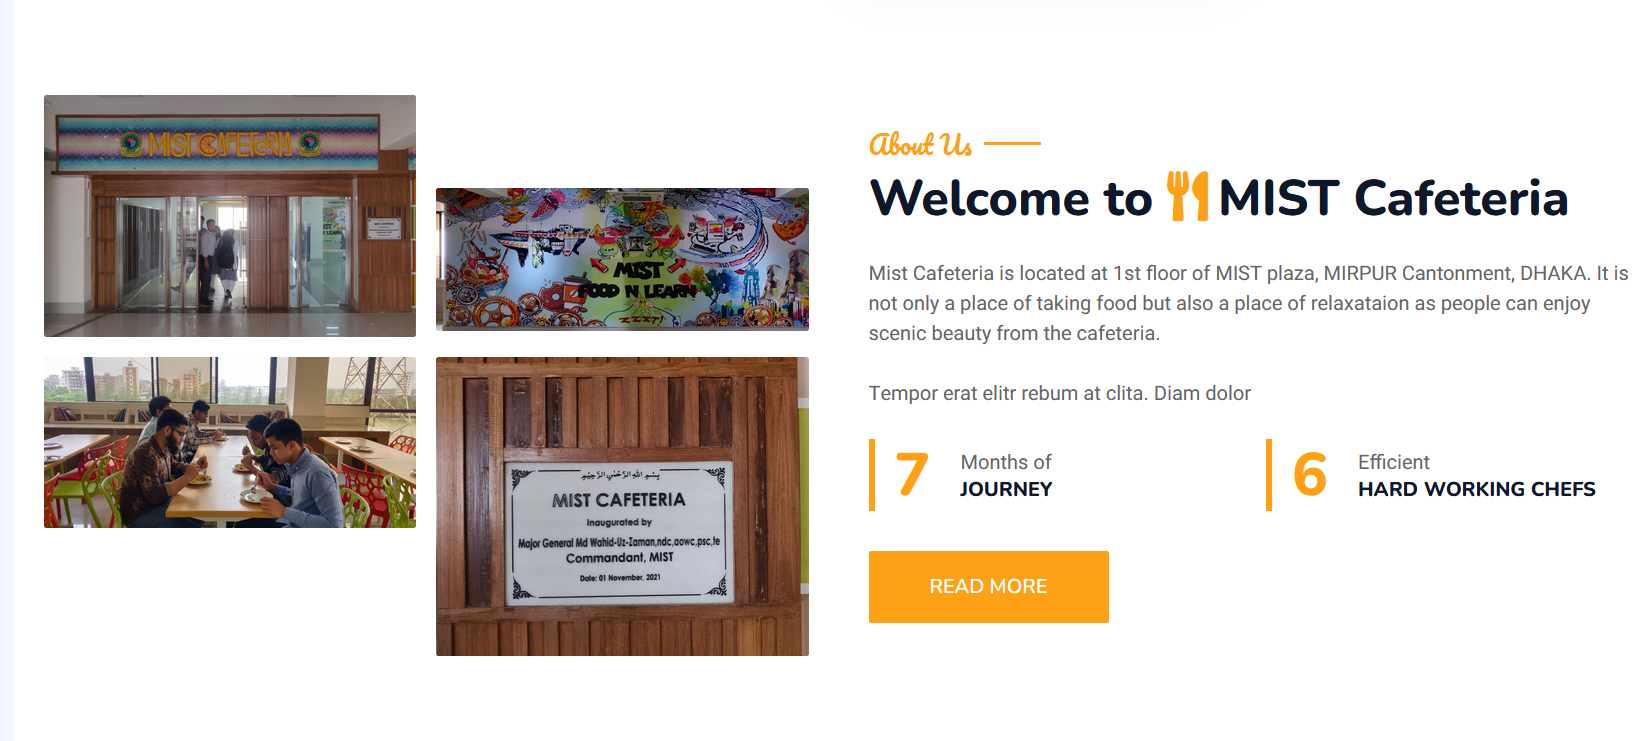 MIST CAFETERIA
MIST
FOOD N LEARN
بِسْمِ اللهِ الرَّحْمٰنِ الرَّحِيْمِ
MIST CAFETERIA
Inaugurated by
Major General Md Wahid-Uz-Zaman,ndc,aowc,psc,te
Commandant, MIST
Date: 01 November, 2021
About Us
Welcome to MIST Cafeteria
Mist Cafeteria is located at 1st floor of MIST plaza, MIRPUR Cantonment, DHAKA. It is
not only a place of taking food but also a place of relaxataion as people can enjoy
scenic beauty from the cafeteria.
Tempor erat elitr rebum at clita. Diam dolor
7 Months of
JOURNEY
6 Efficient
HARD WORKING CHEFS
READ MORE